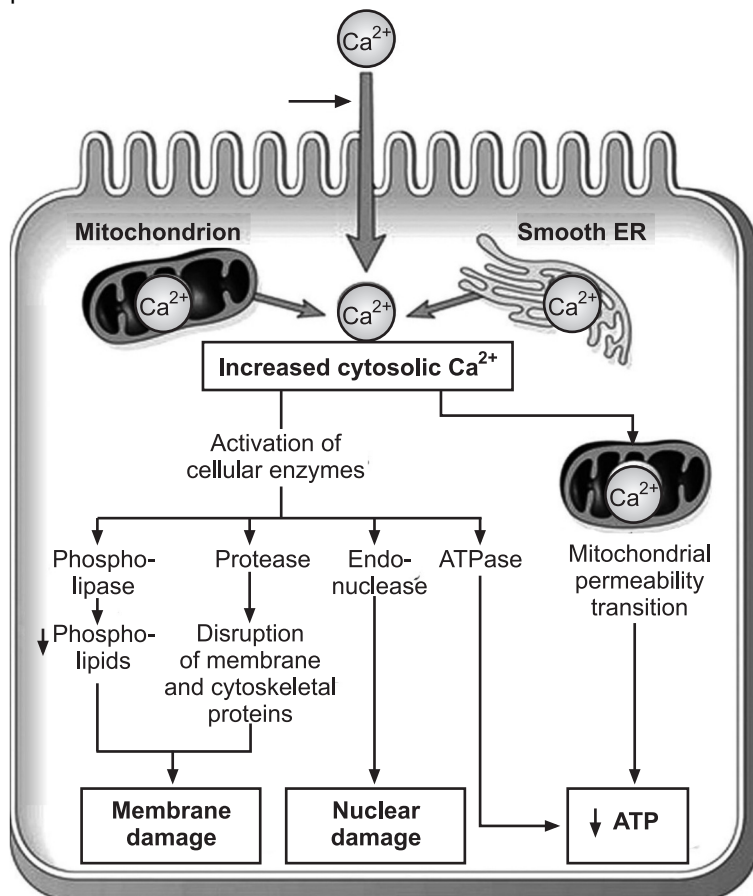 Ca2+
Mitochondrion
Smooth ER
Ca2+
Ca2+
Ca2+
Increased cytosolic Ca2+
Activation of
cellular enzymes
Ca2+
Phospho-
lipase
Protease
Endo-
nuclease
ATPase
Mitochondrial
permeability
transition
Phospho-
lipids
Disruption
of membrane
and cytoskeletal
proteins
Membrane
damage
Nuclear
damage
ATP